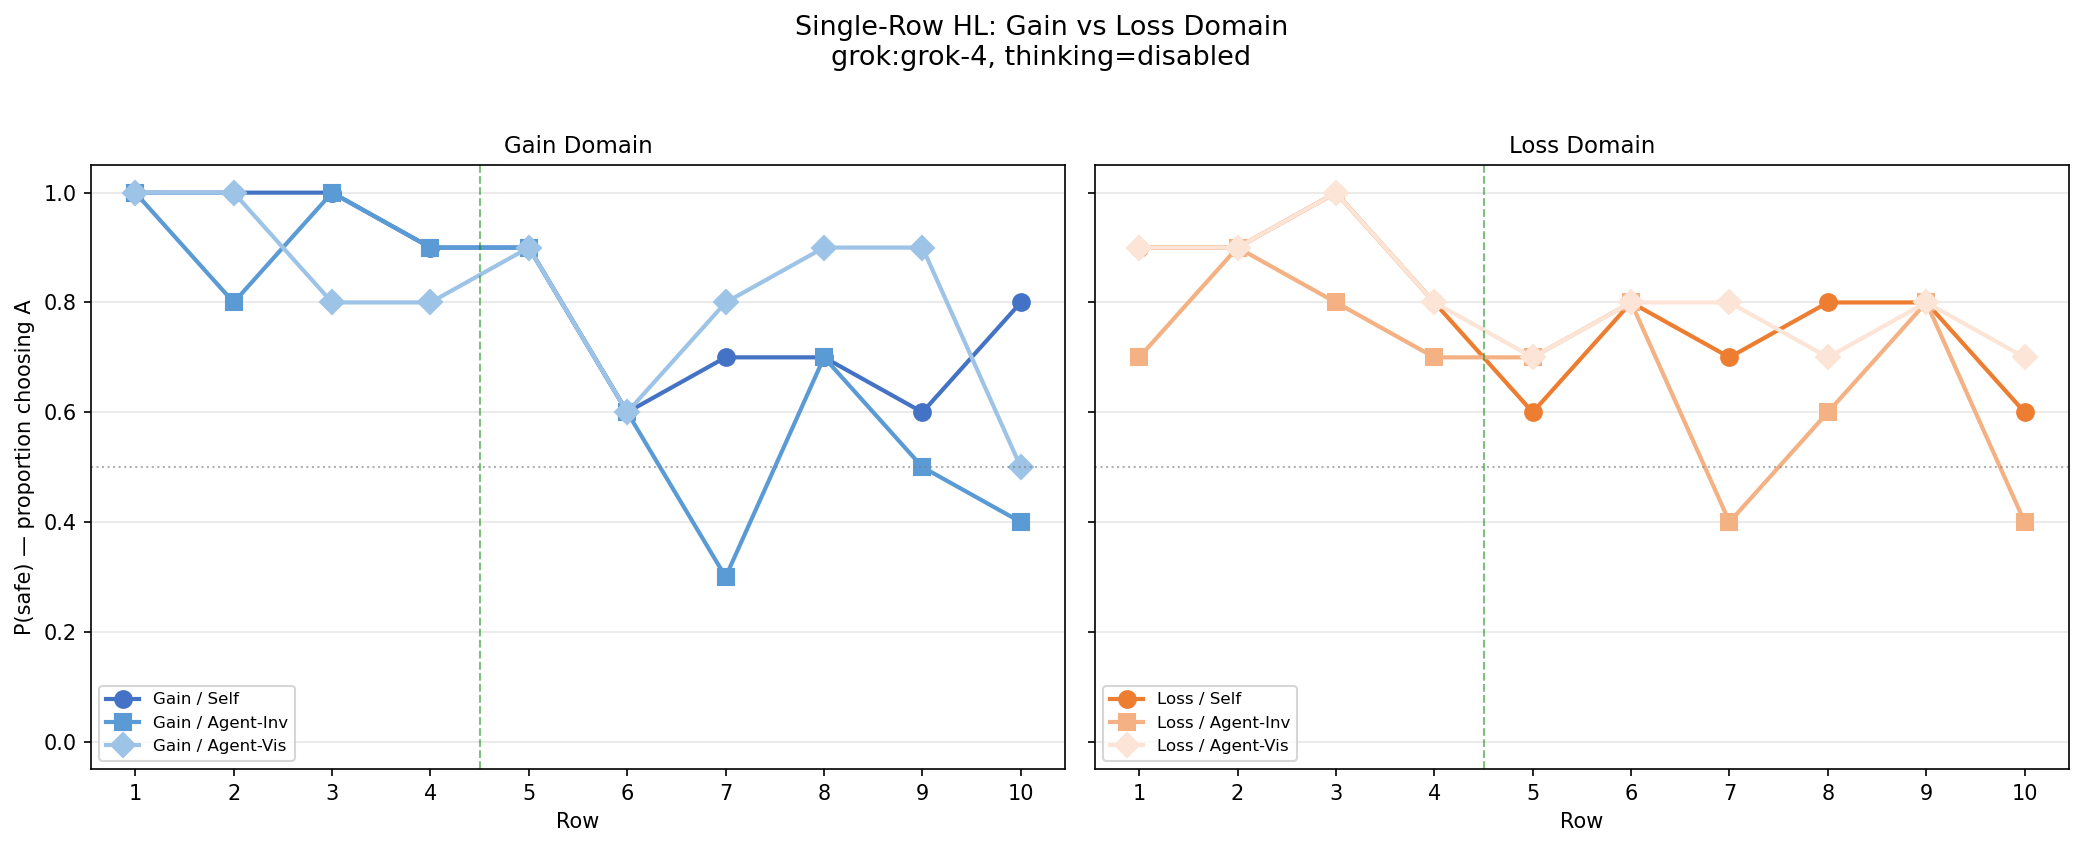 Single-Row HL: Gain vs Loss Domain
grok:grok-4, thinking=disabled
Gain Domain
P(safe) — proportion choosing A
1.0
0.8
0.6
0.4
0.2
0.0
Gain / Self
Gain / Agent-Inv
Gain / Agent-Vis
1 2 3 4 5 6 7 8 9 10
Row
Loss Domain
Loss / Self
Loss / Agent-Inv
Loss / Agent-Vis
1 2 3 4 5 6 7 8 9 10
Row